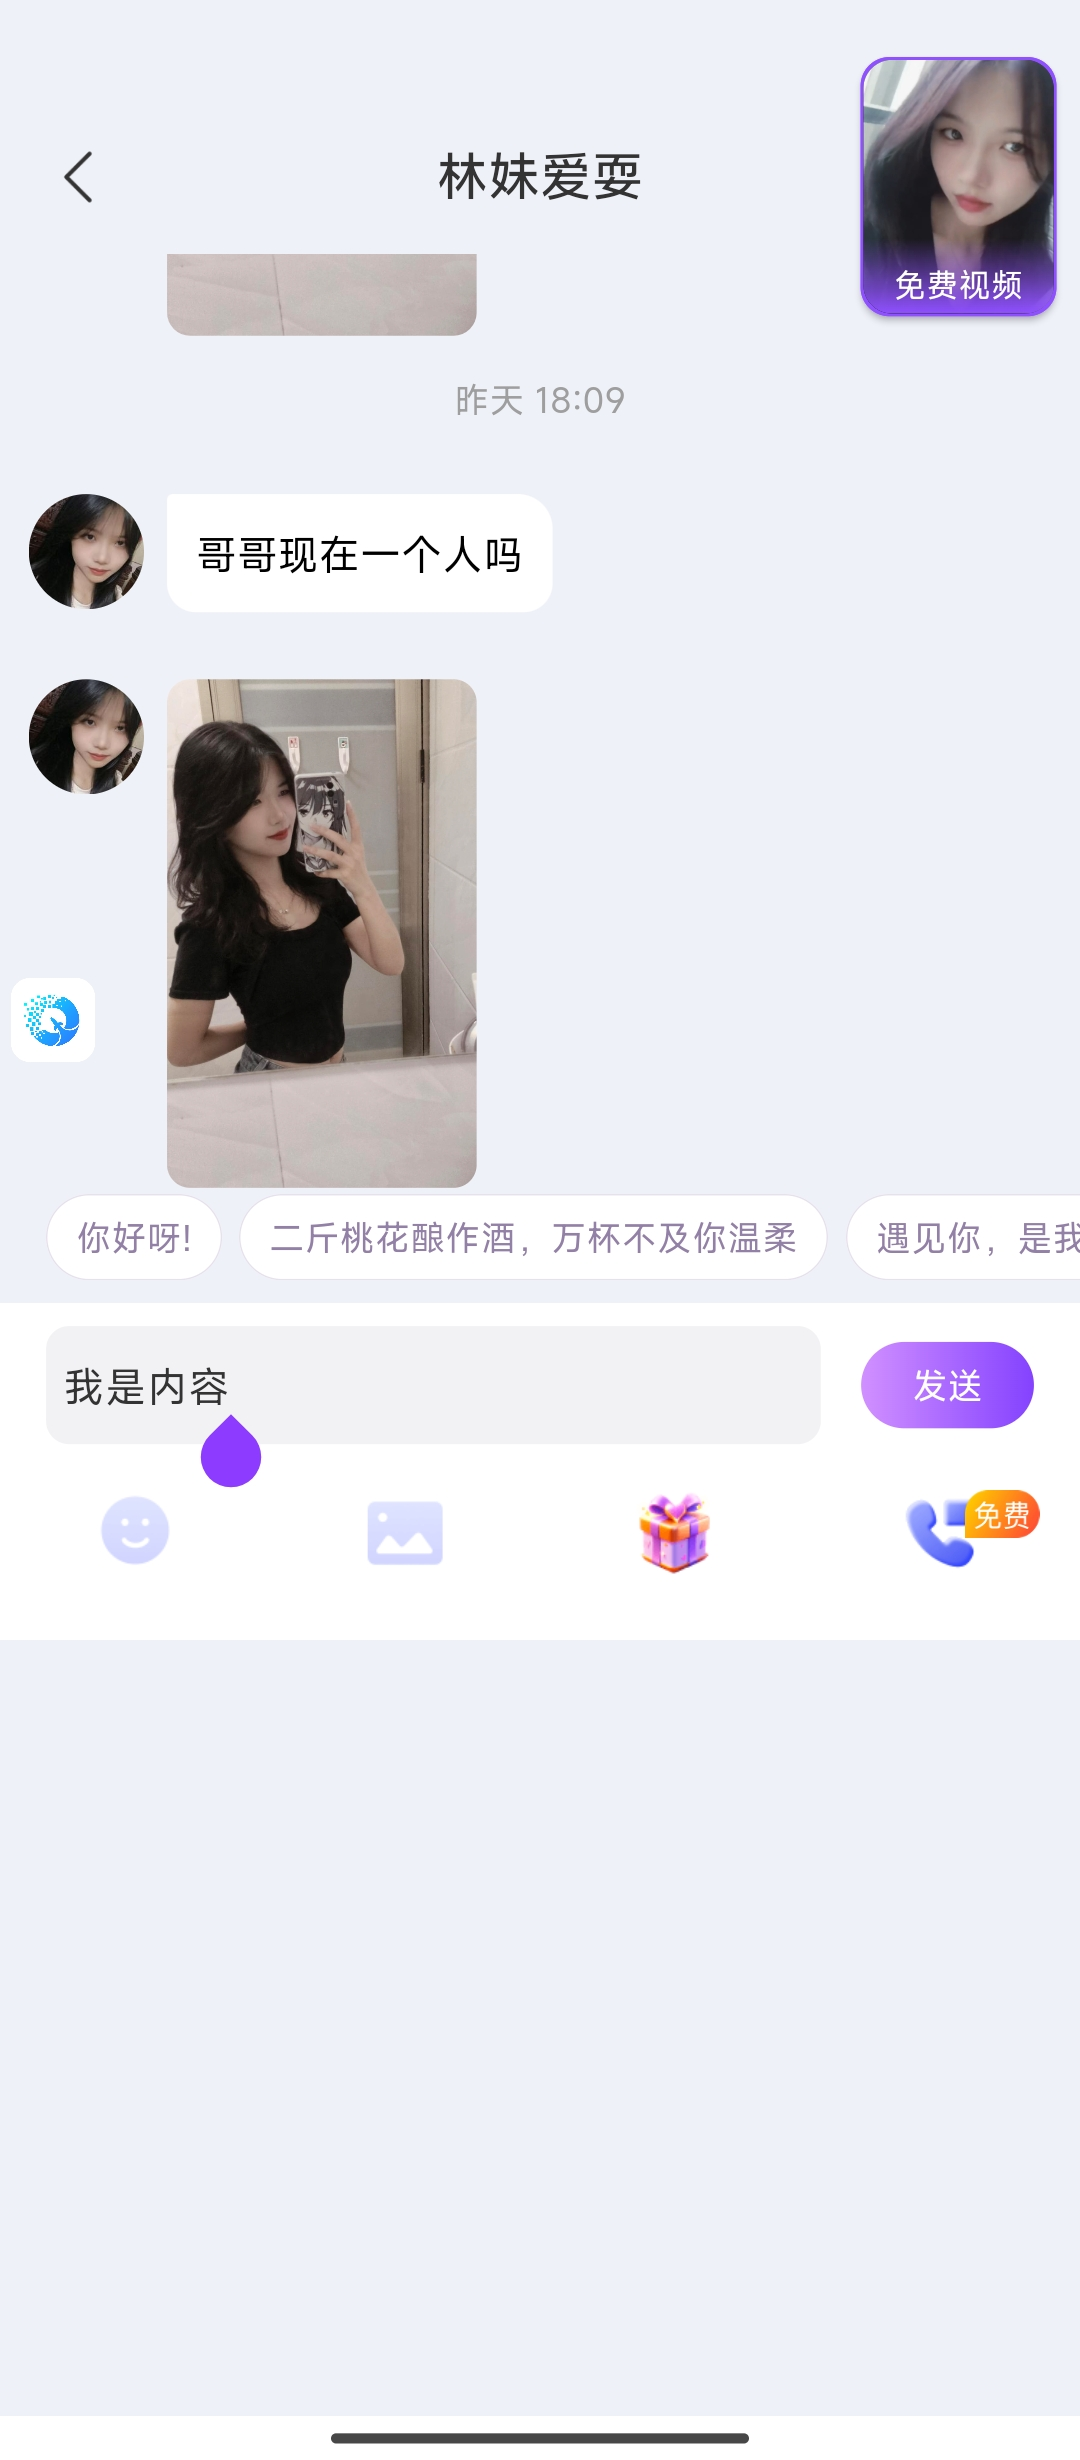 林妹爱耍
免费视频
昨天 18:09
哥哥现在一个人吗
你好呀!
二斤桃花酿作酒，万杯不及你温柔
遇见你，是我
我是内容
发送
免费